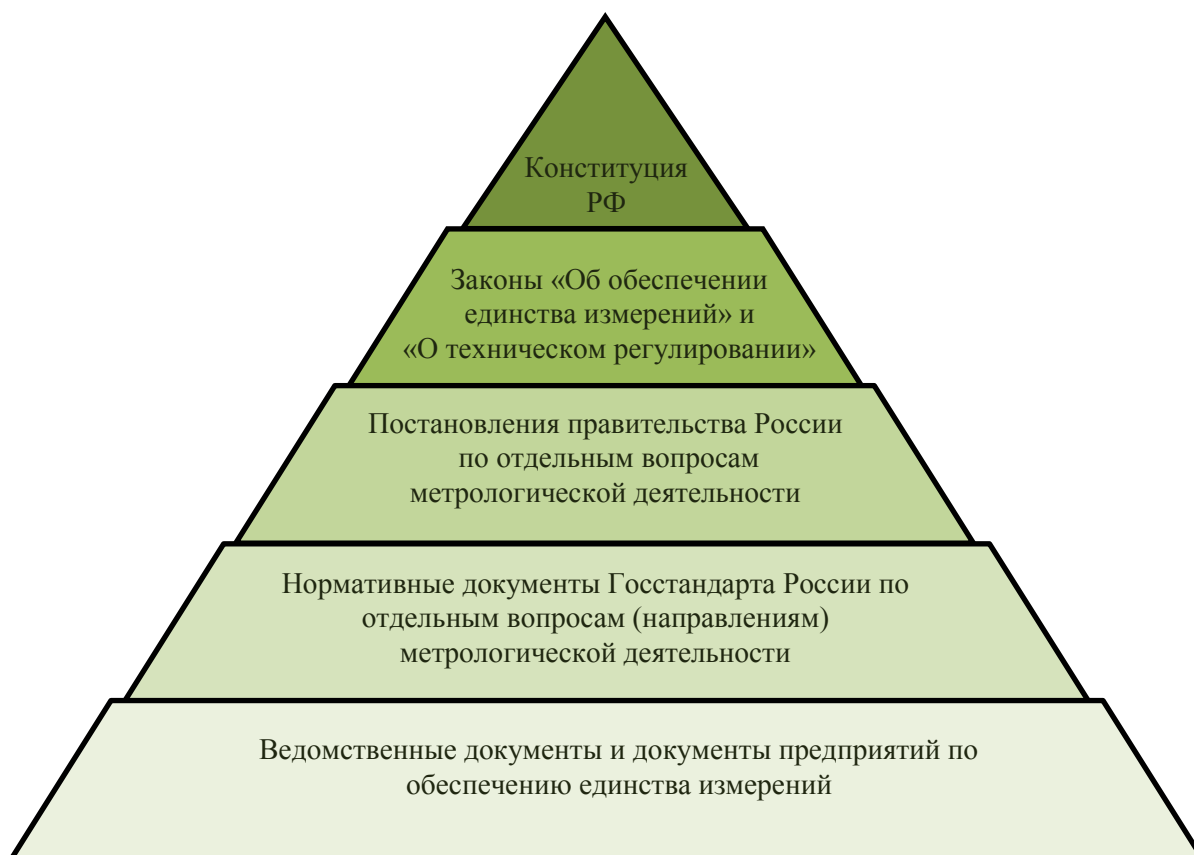 Конституция
РФ
Законы «Об обеспечении
единства измерений» и
«О техническом регулировании»
Постановления правительства России
по отдельным вопросам
метрологической деятельности
Нормативные документы Госстандарта России по
отдельным вопросам (направлениям)
метрологической деятельности
Ведомственные документы и документы предприятий по
обеспечению единства измерений